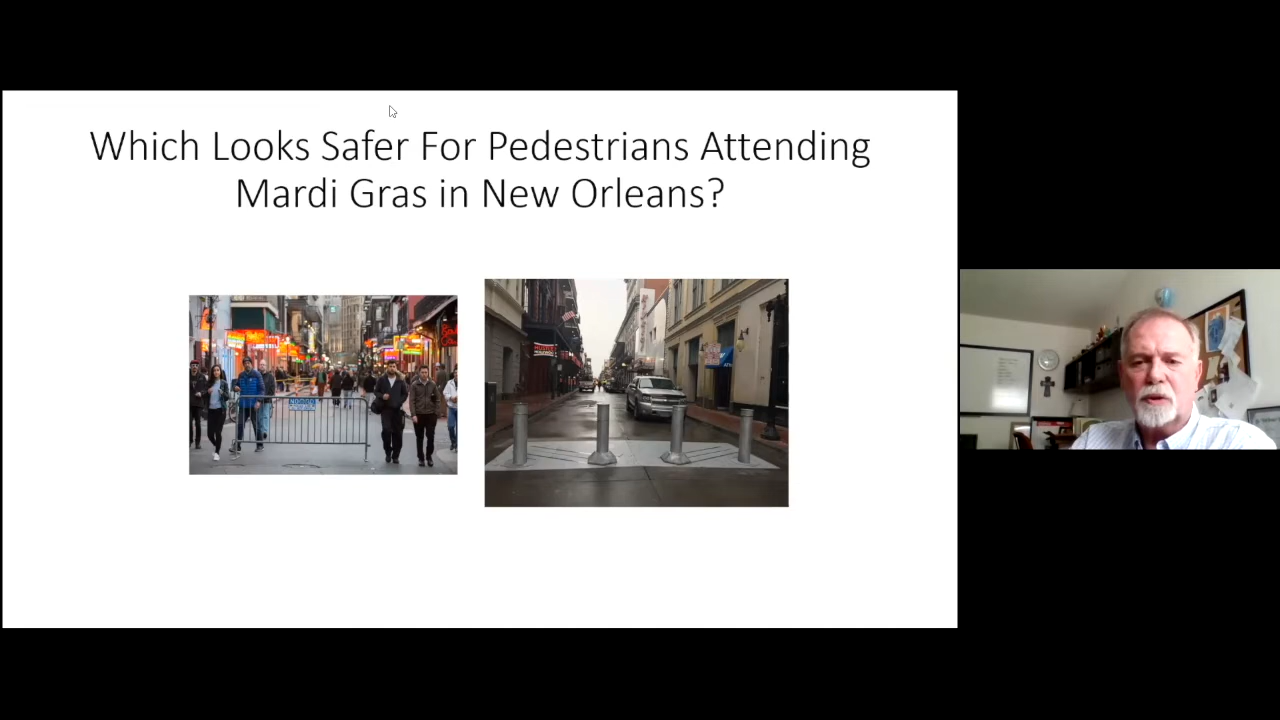 Which Looks Safer For Pedestrians Attending
Mardi Gras in New Orleans?